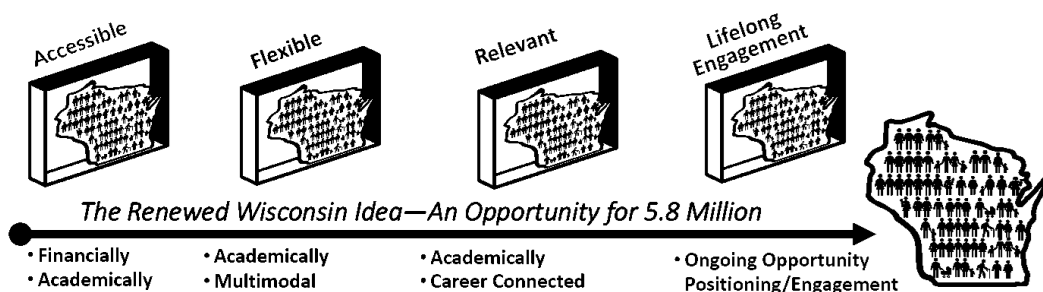 Accessible
Flexible
Relevant
Lifelong
Engagement
The Renewed Wisconsin Idea—An Opportunity for 5.8 Million
• Financially
• Academically
• Academically
• Multimodal
• Academically
• Career Connected
• Ongoing Opportunity
Positioning/Engagement